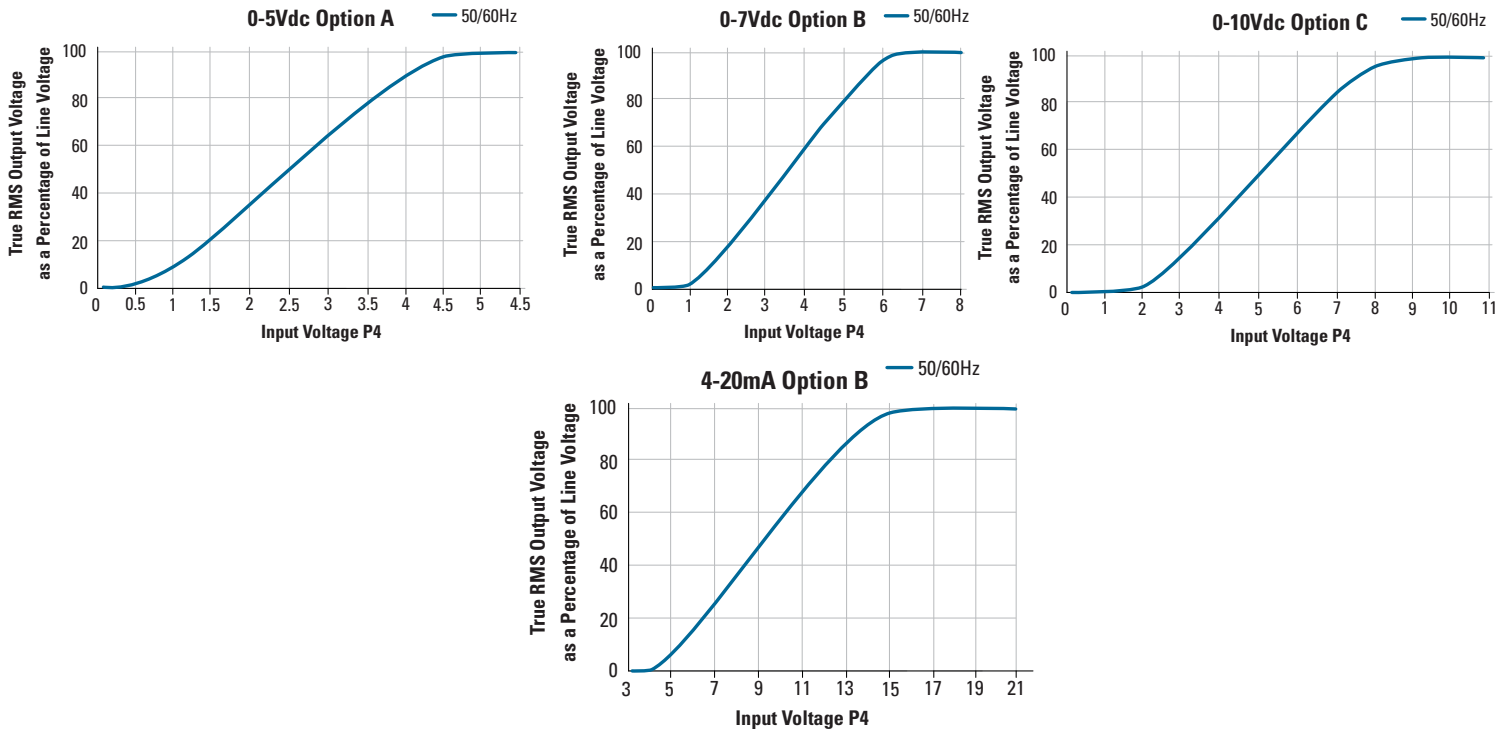 0-5Vdc Option A
50/60Hz
True RMS Output Voltage
as a Percentage of Line Voltage
100
80
60
40
20
0
0 0.5 1 1.5 2 2.5 3 3.5 4 4.5 5 4.5
Input Voltage P4
0-7Vdc Option B
50/60Hz
True RMS Output Voltage
as a Percentage of Line Voltage
100
80
60
40
20
0
0 1 2 3 4 5 6 7 8
Input Voltage P4
0-10Vdc Option C
50/60Hz
True RMS Output Voltage
as a Percentage of Line Voltage
100
80
60
40
20
0
0 1 2 3 4 5 6 7 8 9 10 11
Input Voltage P4
4-20mA Option B
50/60Hz
True RMS Output Voltage
as a Percentage of Line Voltage
100
80
60
40
20
0
3 5 7 9 11 13 15 17 19 21
Input Voltage P4